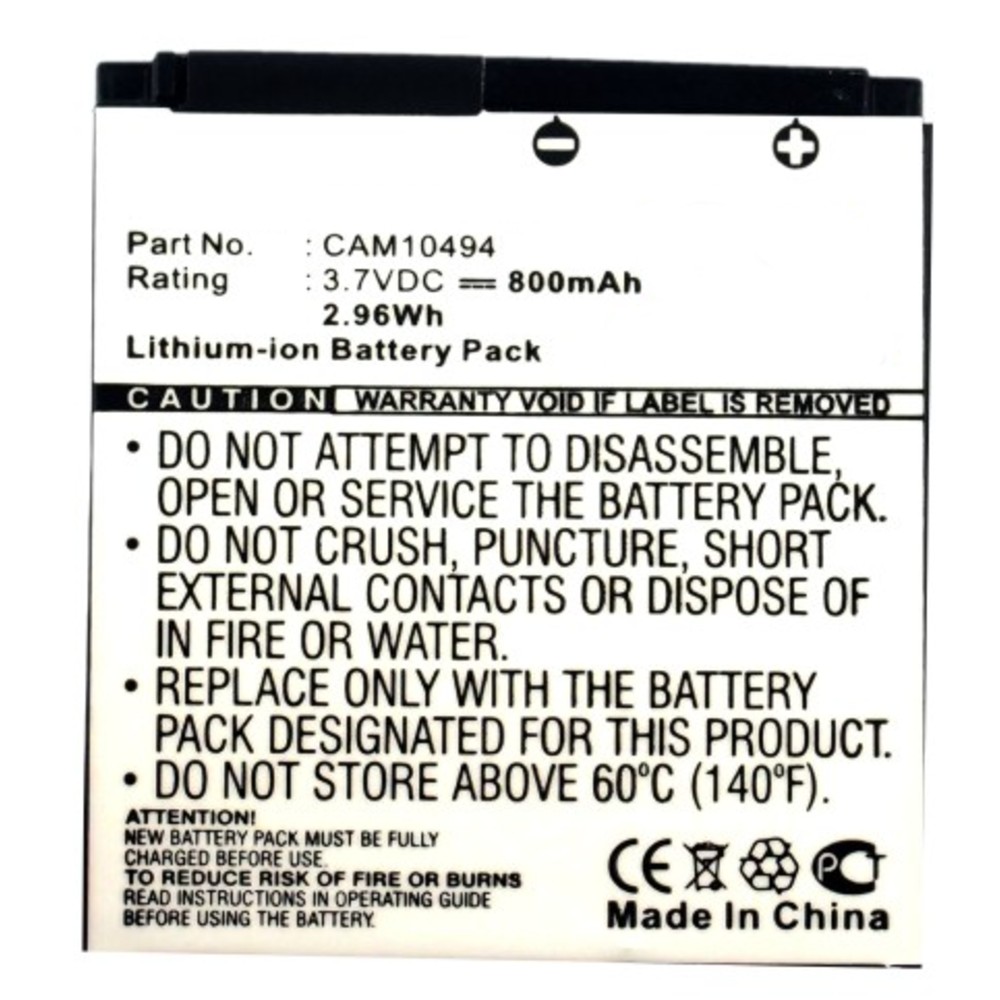 Part No. : CAM10494
Rating : 3.7VDC ⎓ 800mAh
2.96Wh
Lithium-ion Battery Pack
CAUTION WARRANTY VOID IF LABEL IS REMOVED
• DO NOT ATTEMPT TO DISASSEMBLE,
OPEN OR SERVICE THE BATTERY PACK.
• DO NOT CRUSH, PUNCTURE, SHORT
EXTERNAL CONTACTS OR DISPOSE OF
IN FIRE OR WATER.
• REPLACE ONLY WITH THE BATTERY
PACK DESIGNATED FOR THIS PRODUCT.
• DO NOT STORE ABOVE 60ºC (140ºF).
ATTENTION!
NEW BATTERY PACK MUST BE FULLY
CHARGED BEFORE USE.
TO REDUCE RISK OF FIRE OR BURNS
READ INSTRUCTIONS IN OPERATING GUIDE
BEFORE USING THE BATTERY.
CE PCT
Made In China